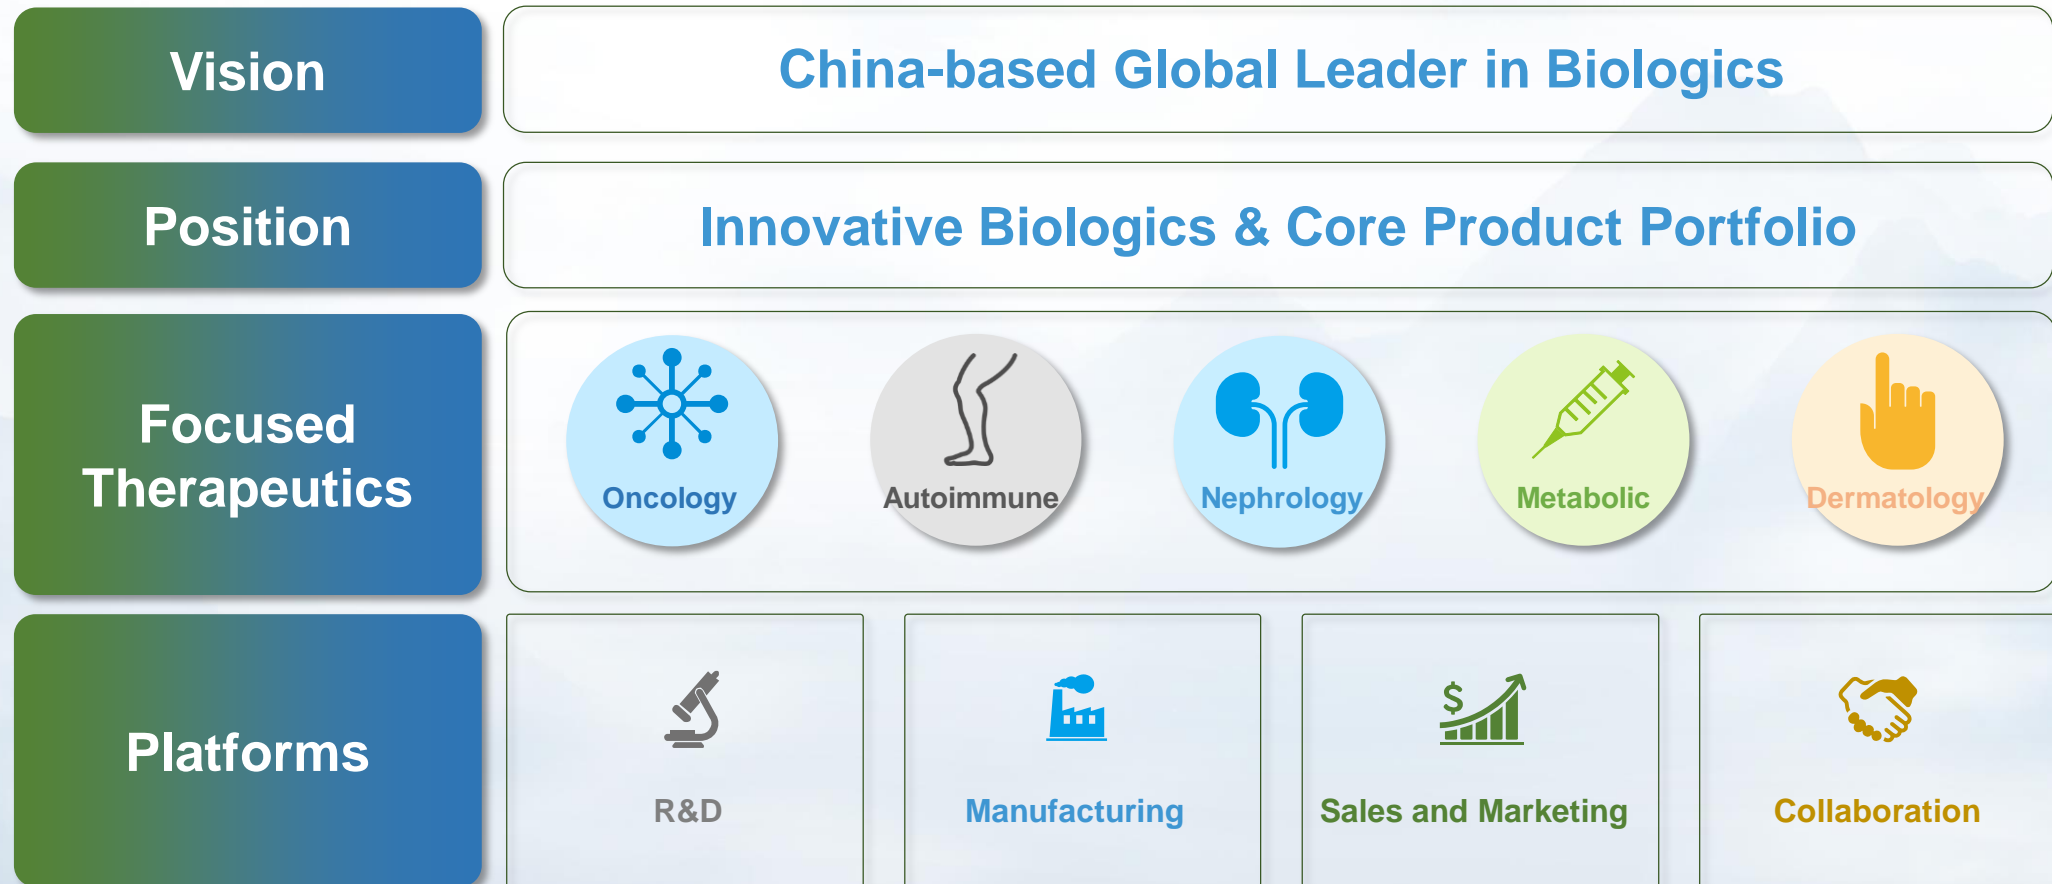 Vision
China-based Global Leader in Biologics
Position
Innovative Biologics & Core Product Portfolio
Focused
Therapeutics
Oncology
Autoimmune
Nephrology
Metabolic
Dermatology
Platforms
$
R&D
Manufacturing
Sales and Marketing
Collaboration